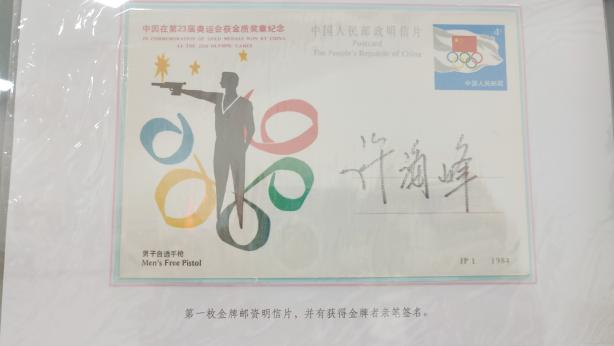 中国在第23届奥运会获金质奖章纪念
IN COMMEMORATION OF GOLD MEDALS WON BY CHINA
AT THE 23rd OLYMPIC GAMES
中国人民邮政明信片
Postcard
The People's Republic of China
4分
中国人民邮政
许海峰
男子自选手枪
Men's Free Pistol
JP 1 1984
第一枚金牌邮资明信片，并有获得金牌者亲笔签名。